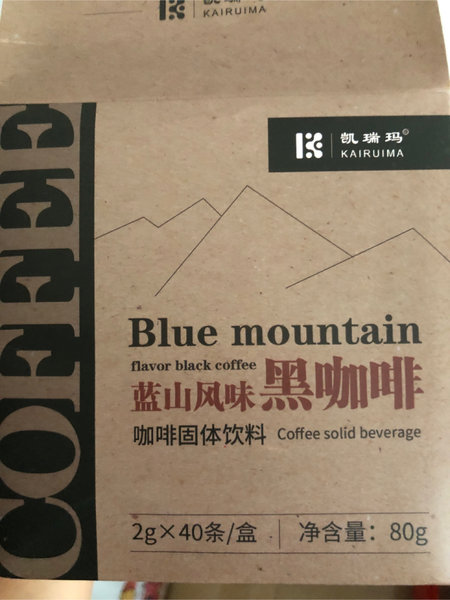 KAIRUIMA
COFFEE
凯瑞玛
KAIRUIMA
Blue mountain
flavor black coffee
蓝山风味 黑咖啡
咖啡固体饮料 Coffee solid beverage
2g×40条/盒 净含量：80g